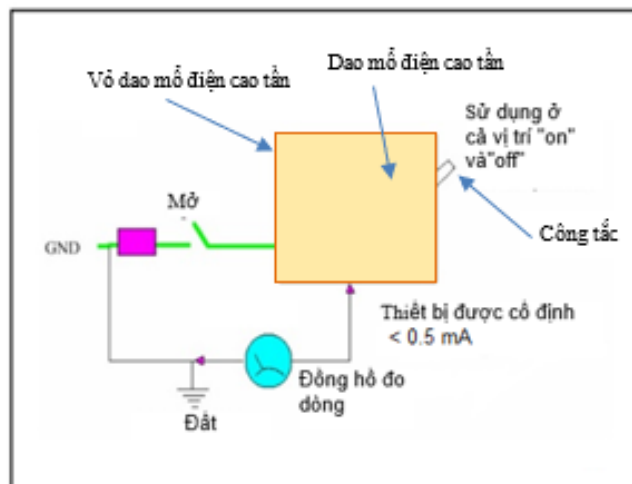 Dao mổ điện cao tần
Vỏ dao mổ điện cao tần
Sử dụng ở
cả vị trí "on"
và"off"
Mở
Công tắc
GND
Thiết bị được cố định
< 0.5 mA
Đồng hồ đo
dòng
Đất